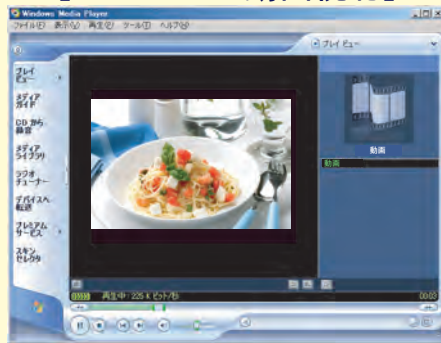 Windows Media Player
ファイル(F) 表示(V) 再生(P) ツール(T) ヘルプ(H)
プレイ ビュー
プレイ
ビュー
メディア
ガイド
CD から
録音
メディア
ライブラリ
ラジオ
チューナー
デバイスへ
転送
プレミアム
サービス
スキン
セレクタ
動画
動画
再生中: 225 K ビット/秒
00:03